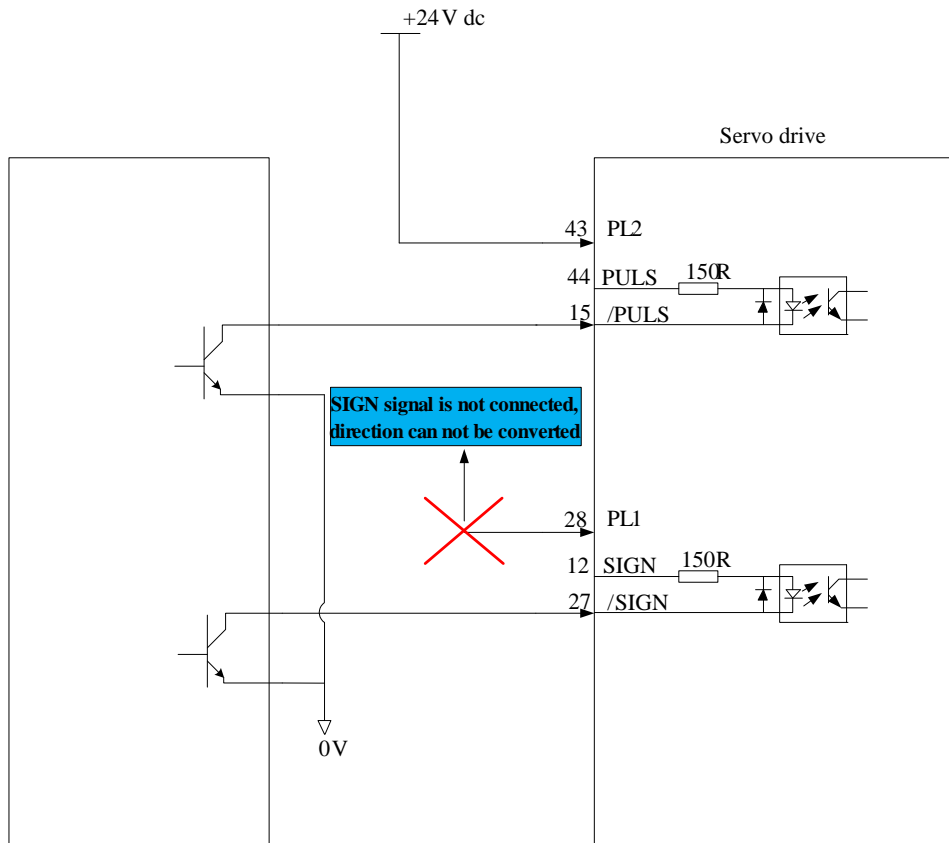 +24V dc
Servo drive
43 PL2
44 PULS 150R
15 /PULS
SIGN signal is not connected,
direction can not be converted
28 PL1
12 SIGN 150R
27 /SIGN
0V